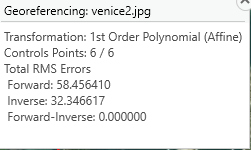 Georeferencing: venice2.jpg
Transformation: 1st Order Polynomial (Affine)
Controls Points: 6 / 6
Total RMS Errors
Forward: 58.456410
Inverse: 32.346617
Forward-Inverse: 0.000000